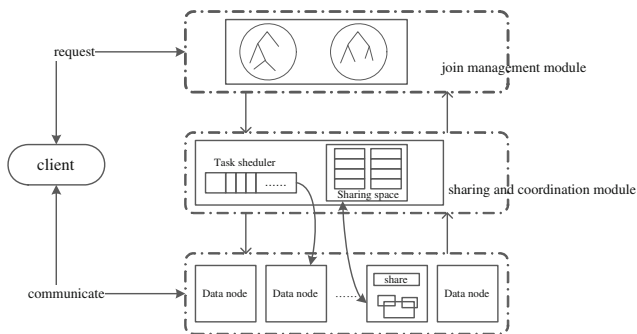 request
join management module
client
Task sheduler
......
Sharing space
sharing and coordination module
communicate
Data node
Data node
......
share
Data node